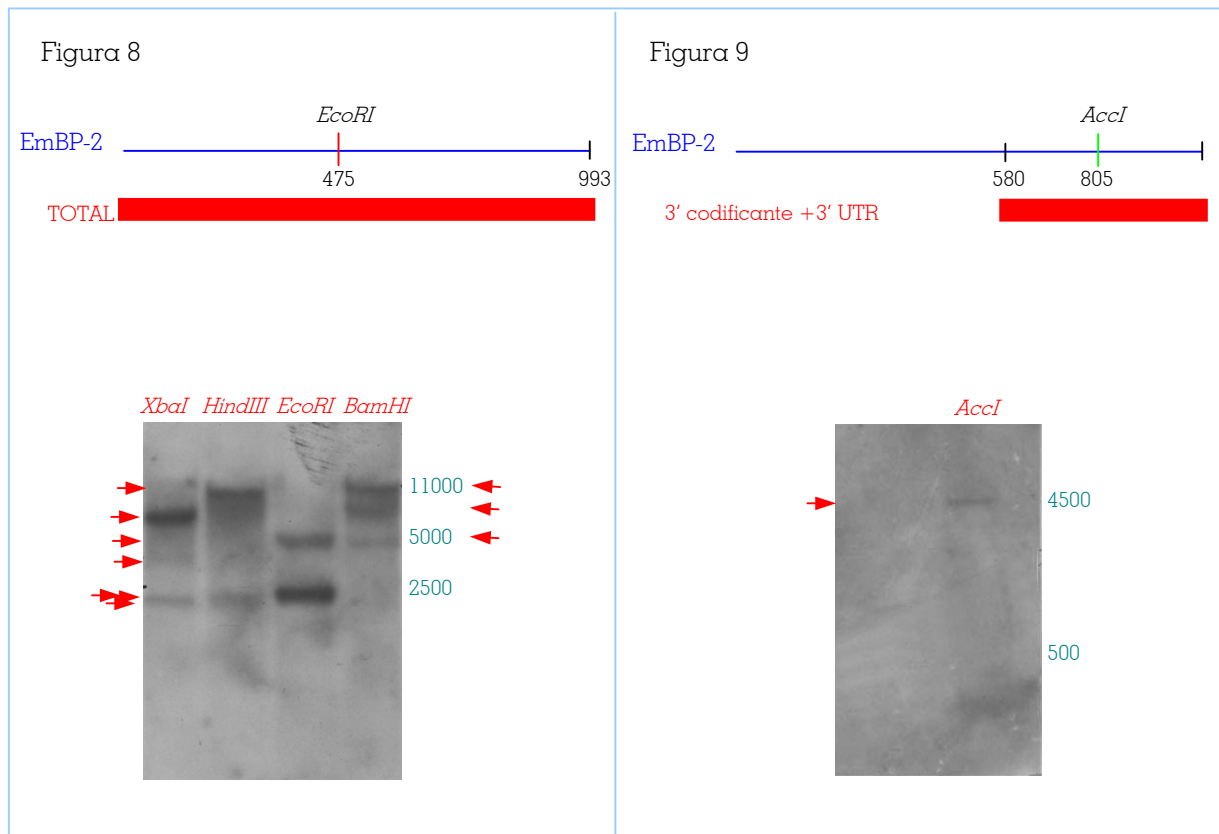 Figura 8
EcoRI
EmBP-2
475
993
TOTAL
XbaI HindIII EcoRI BamHI
11000
5000
2500
Figura 9
AccI
EmBP-2
580
805
3' codificante +3' UTR
AccI
4500
500